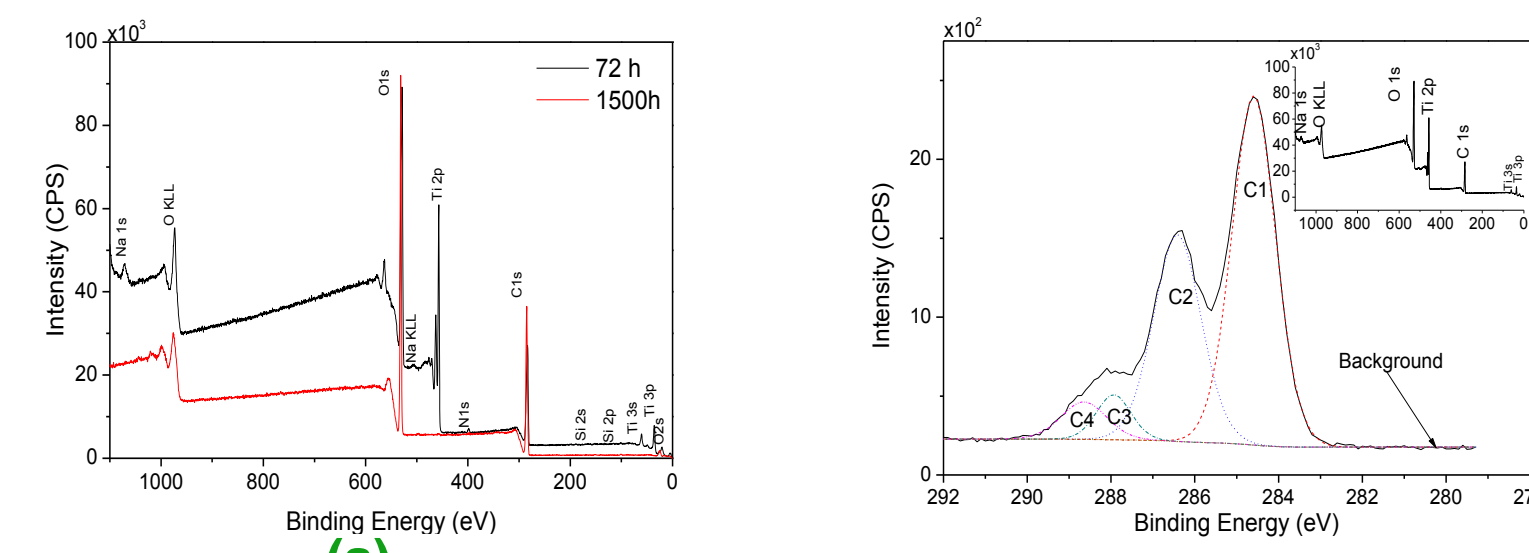 x10³
100
80
60
40
20
0
1000
800
600
400
200
0
Intensity (CPS)
Binding Energy (eV)
72 h
1500h
Na 1s
O KLL
O1s
Na KLL
Ti 2p
N1s
C1s
Si 2s
Si 2p
Ti 3s
Ti 3p
O2s
x10²
20
10
0
292
290
288
286
284
282
280
Intensity (CPS)
Binding Energy (eV)
C4
C3
C2
C1
Background
x10³
100
80
60
40
20
0
1000
800
600
400
200
0
Na 1s
O KLL
O 1s
Ti 2p
C 1s
Ti 3s
Ti 3p